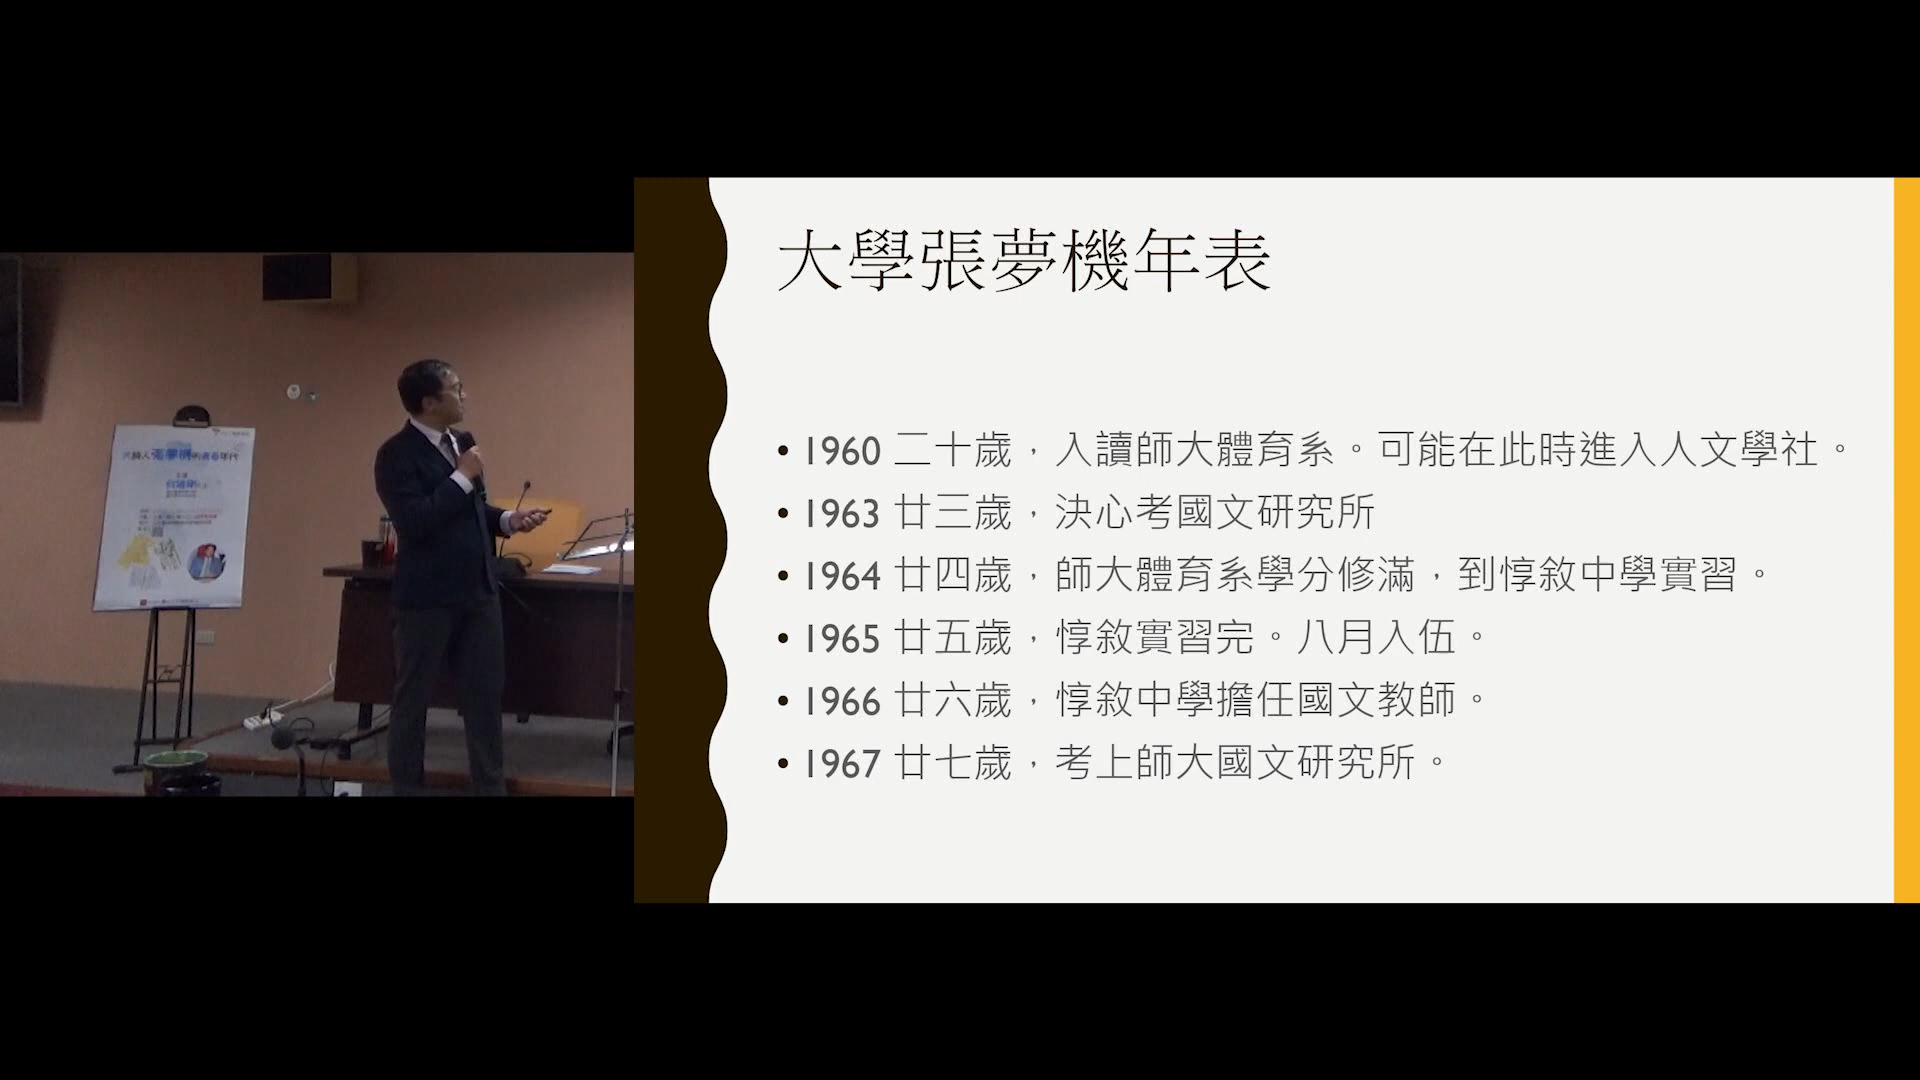 大學張夢機年表
• 1960 二十歲，入讀師大體育系。可能在此時進入人文學社。
• 1963 廿三歲，決心考國文研究所
• 1964 廿四歲，師大體育系學分修滿，到惇敘中學實習。
• 1965 廿五歲，惇敘實習完。八月入伍。
• 1966 廿六歲，惇敘中學擔任國文教師。
• 1967 廿七歲，考上師大國文研究所。